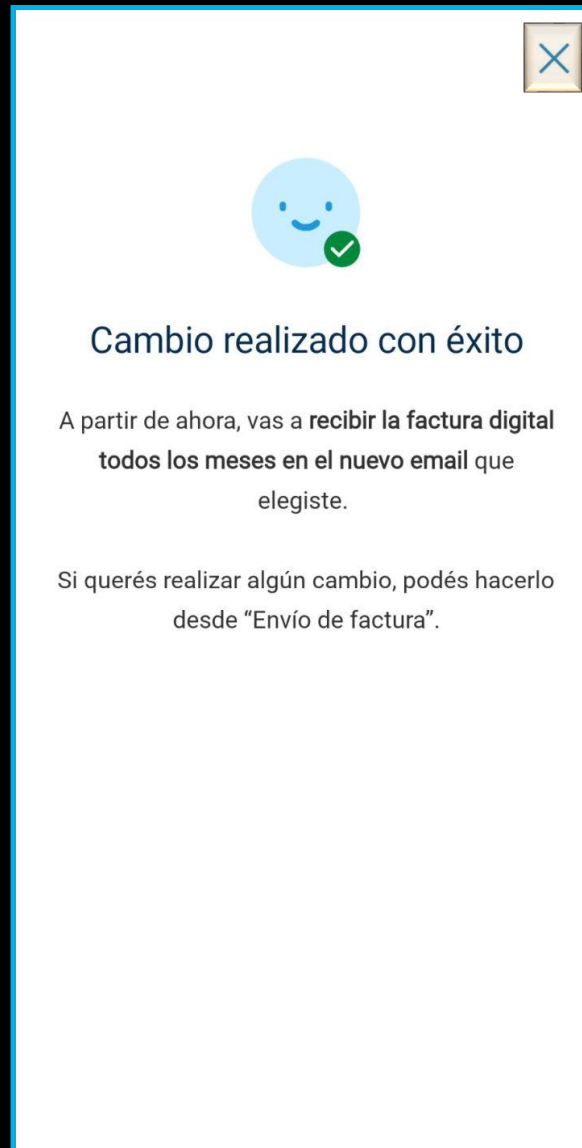 Cambio realizado con éxito
A partir de ahora, vas a recibir la factura digital
todos los meses en el nuevo email que
elegiste.
Si querés realizar algún cambio, podés hacerlo
desde “Envío de factura”.